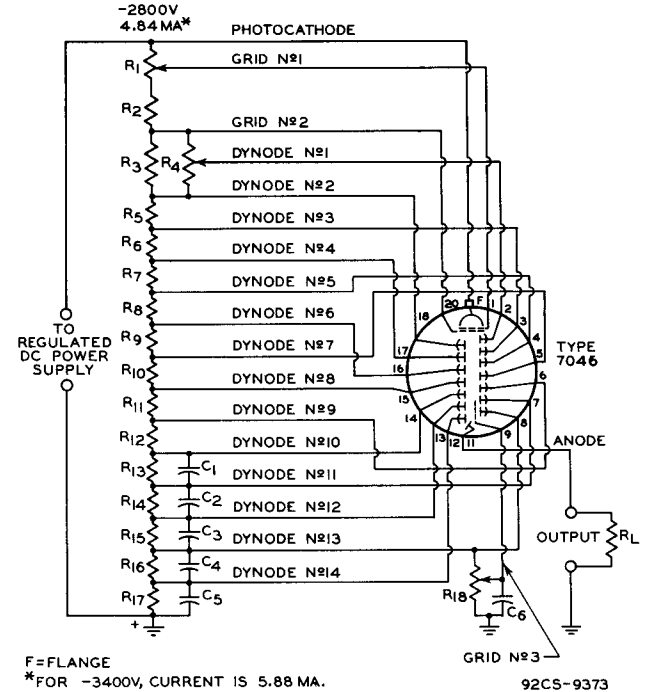 -2800V
4.84 MA*
PHOTOCATHODE
R1
GRID Nº1
R2
GRID Nº2
R3
R4
DYNODE Nº1
DYNODE Nº2
R5
DYNODE Nº3
R6
DYNODE Nº4
R7
DYNODE Nº5
R8
DYNODE Nº6
R9
DYNODE Nº7
R10
DYNODE Nº8
R11
DYNODE Nº9
R12
DYNODE Nº10
R13
C1
DYNODE Nº11
R14
C2
DYNODE Nº12
R15
C3
DYNODE Nº13
R16
C4
DYNODE Nº14
R17
C5
+
TO
REGULATED
DC POWER
SUPPLY
20 F 1
18 2
3
4
17 5
16 6
15 7
14 8
13 12 11 9
TYPE
7046
ANODE
OUTPUT
RL
R18
C6
GRID Nº3
F=FLANGE
*FOR -3400V, CURRENT IS 5.88 MA.
92CS-9373